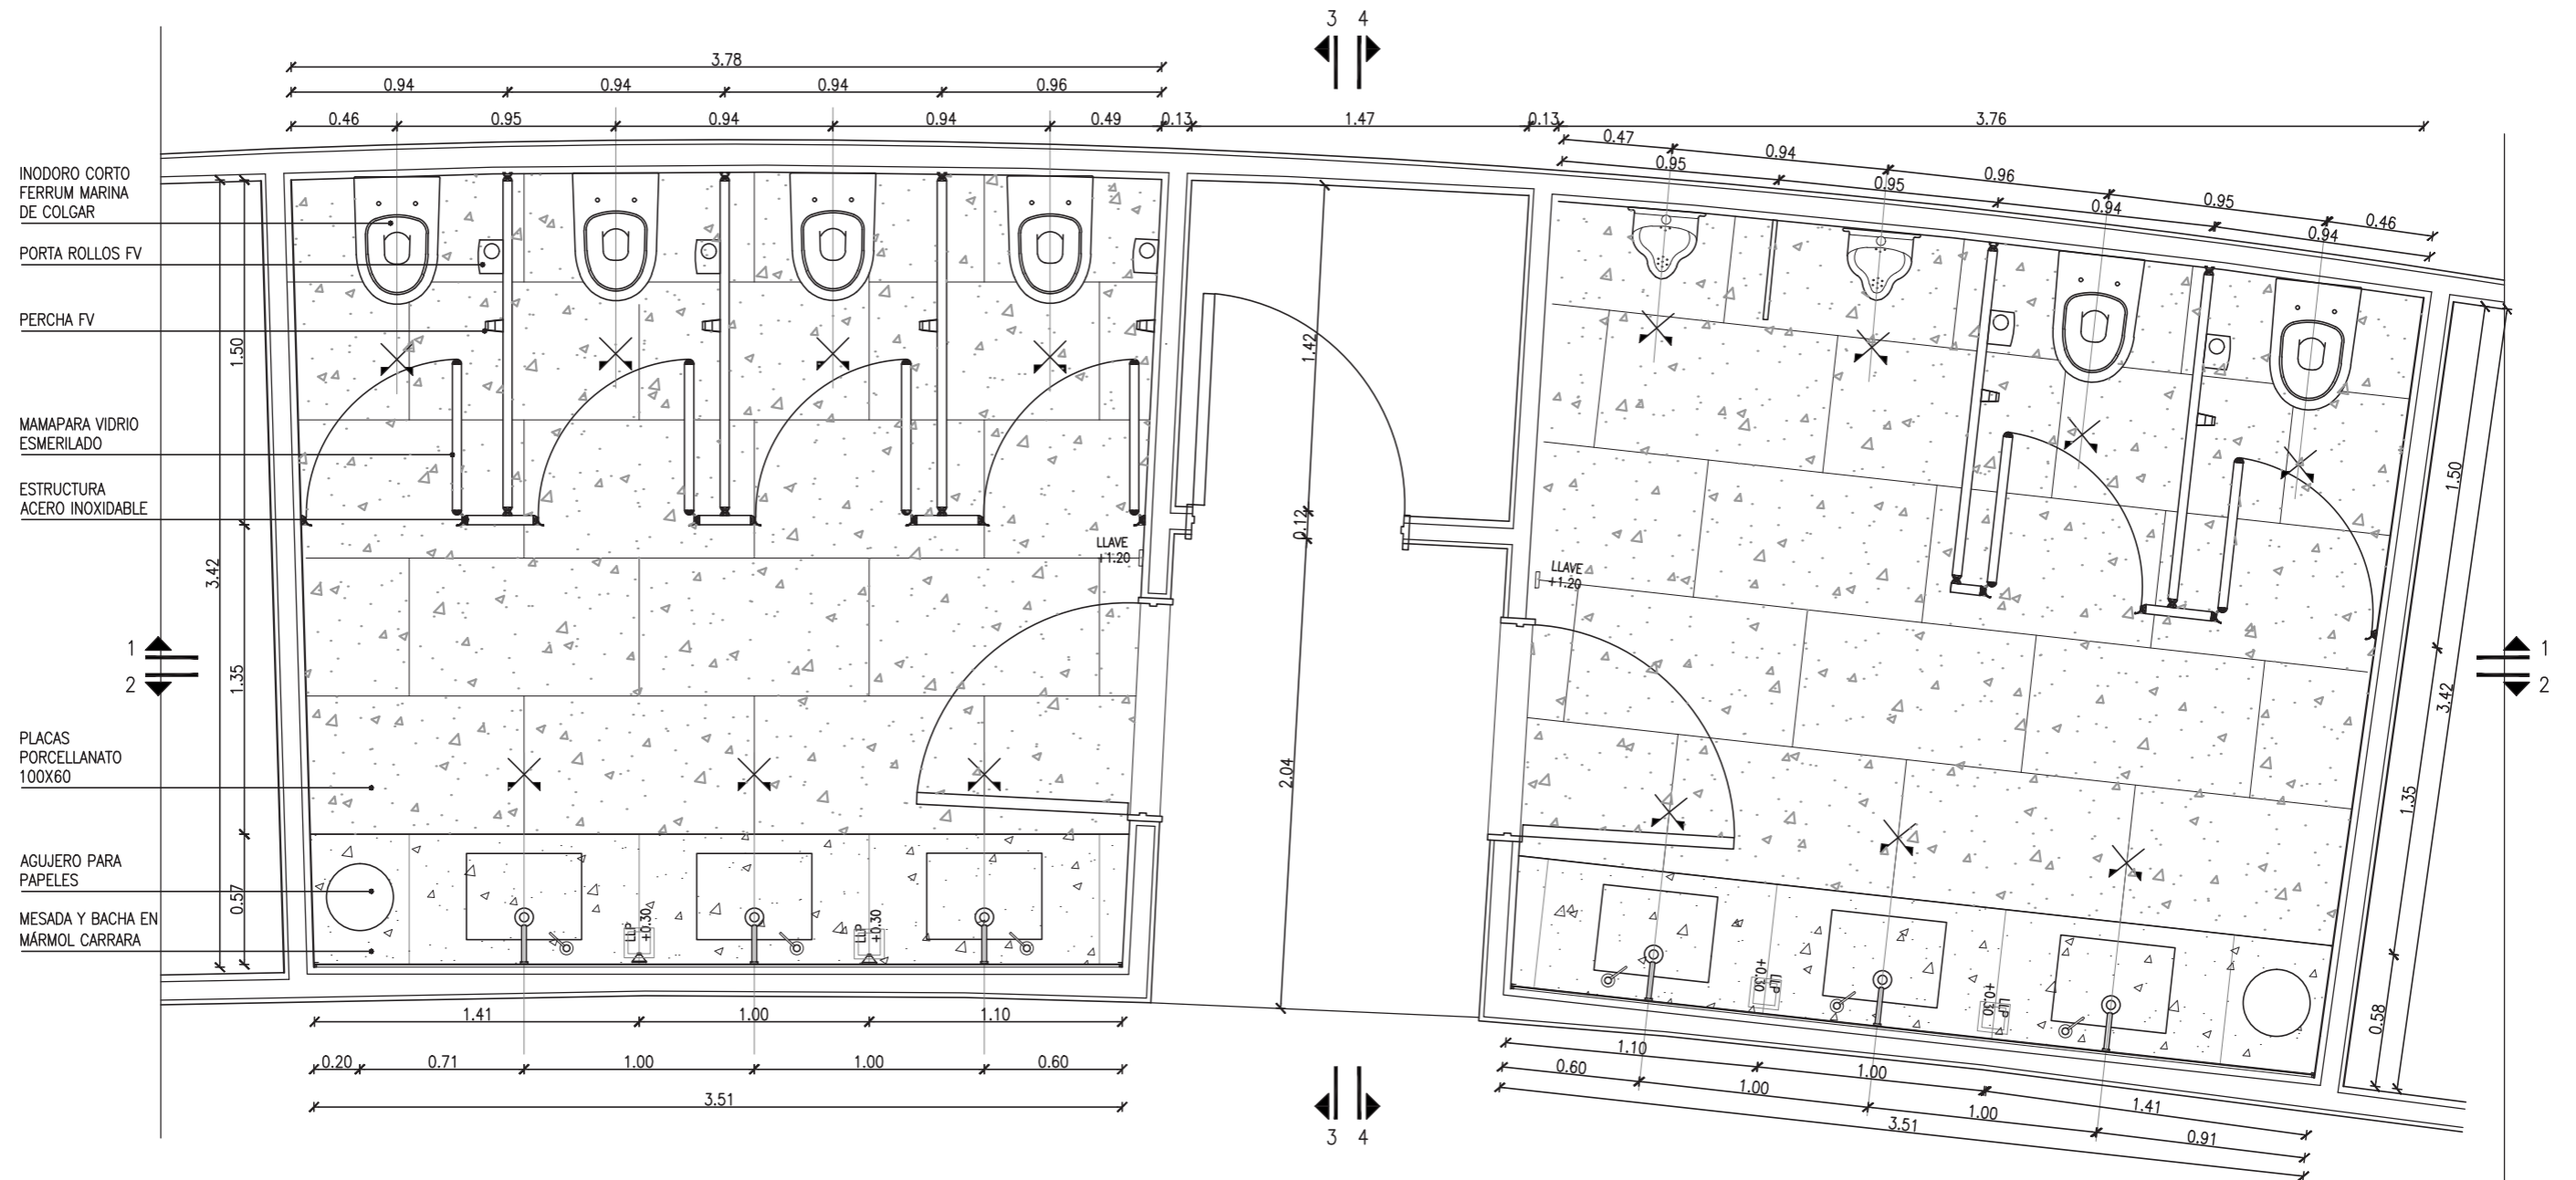 3 4
3.78
0.94 0.94 0.94 0.96
0.46 0.95 0.94 0.94 0.49 0.13 1.47 0.13 3.76
0.47 0.94 0.96 0.95 0.46
0.95 0.95 0.94 0.94
INODORO CORTO
FERRUM MARINA
DE COLGAR
PORTA ROLLOS FV
PERCHA FV
MAMAPARA VIDRIO
ESMERILADO
ESTRUCTURA
ACERO INOXIDABLE
PLACAS
PORCELLANATO
100X60
AGUJERO PARA
PAPELES
MESADA Y BACHA EN
MÁRMOL CARRARA
1
2
3.42
1.50
1.35
0.57
LLAVE
+1.20
LLP
+0.30
LLP
+0.30
1.42
0.12
2.04
LLAVE
+1.20
LLP
+0.30
LLP
+0.30
1.50
3.42
1.35
0.58
1
2
1.41 1.00 1.10
0.20 0.71 1.00 1.00 0.60
3.51
1.10 1.00 1.41
0.60 1.00 1.00 0.91
3.51
3 4